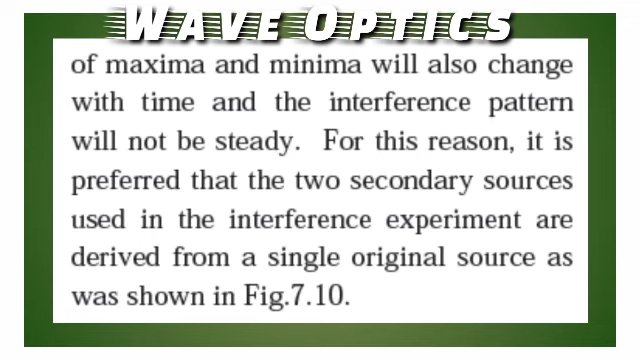 WAVE OPTICS
of maxima and minima will also change
with time and the interference pattern
will not be steady. For this reason, it is
preferred that the two secondary sources
used in the interference experiment are
derived from a single original source as
was shown in Fig.7.10.